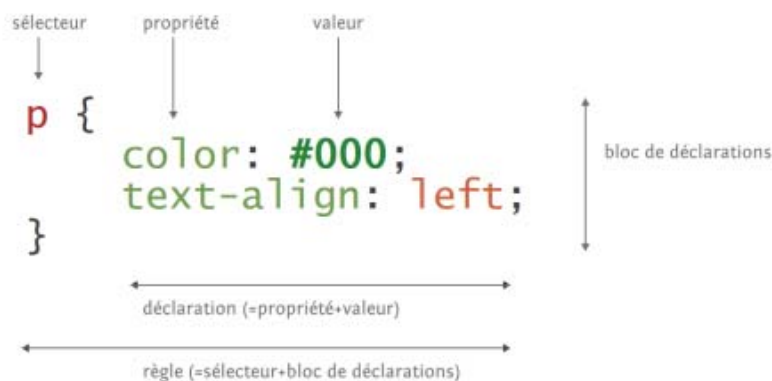 sélecteur propriété valeur
p {
color: #000;
bloc de déclarations
text-align: left;
}
déclaration (=propriété+valeur)
règle (=sélecteur+bloc de déclarations)